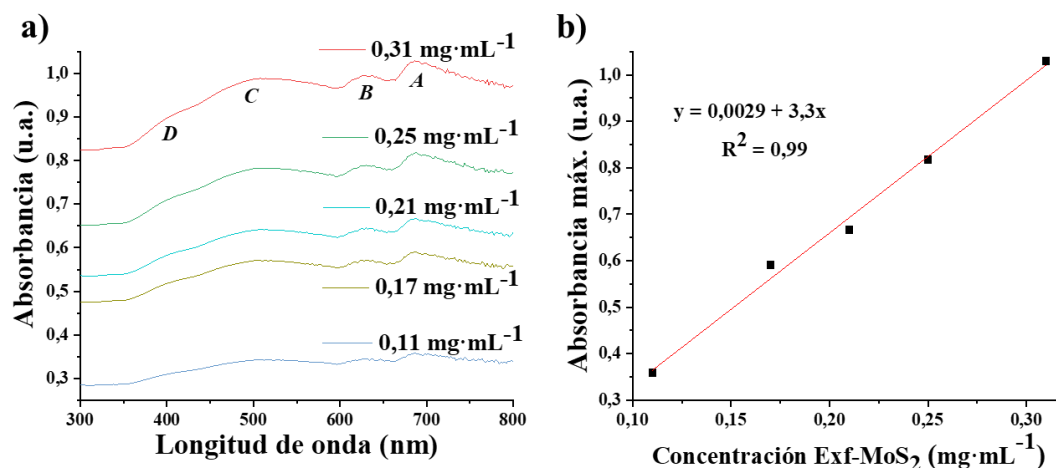 a)
0,31 mg·mL⁻¹
A
B
C
D
0,25 mg·mL⁻¹
0,21 mg·mL⁻¹
0,17 mg·mL⁻¹
0,11 mg·mL⁻¹
1,0
0,9
0,8
0,7
0,6
0,5
0,4
0,3
Absorbancia (u.a.)
300 400 500 600 700 800
Longitud de onda (nm)
b)
y = 0,0029 + 3,3x
R² = 0,99
1,0
0,9
0,8
0,7
0,6
0,5
0,4
0,3
Absorbancia máx. (u.a.)
0,10 0,15 0,20 0,25 0,30
Concentración Exf-MoS₂ (mg·mL⁻¹)